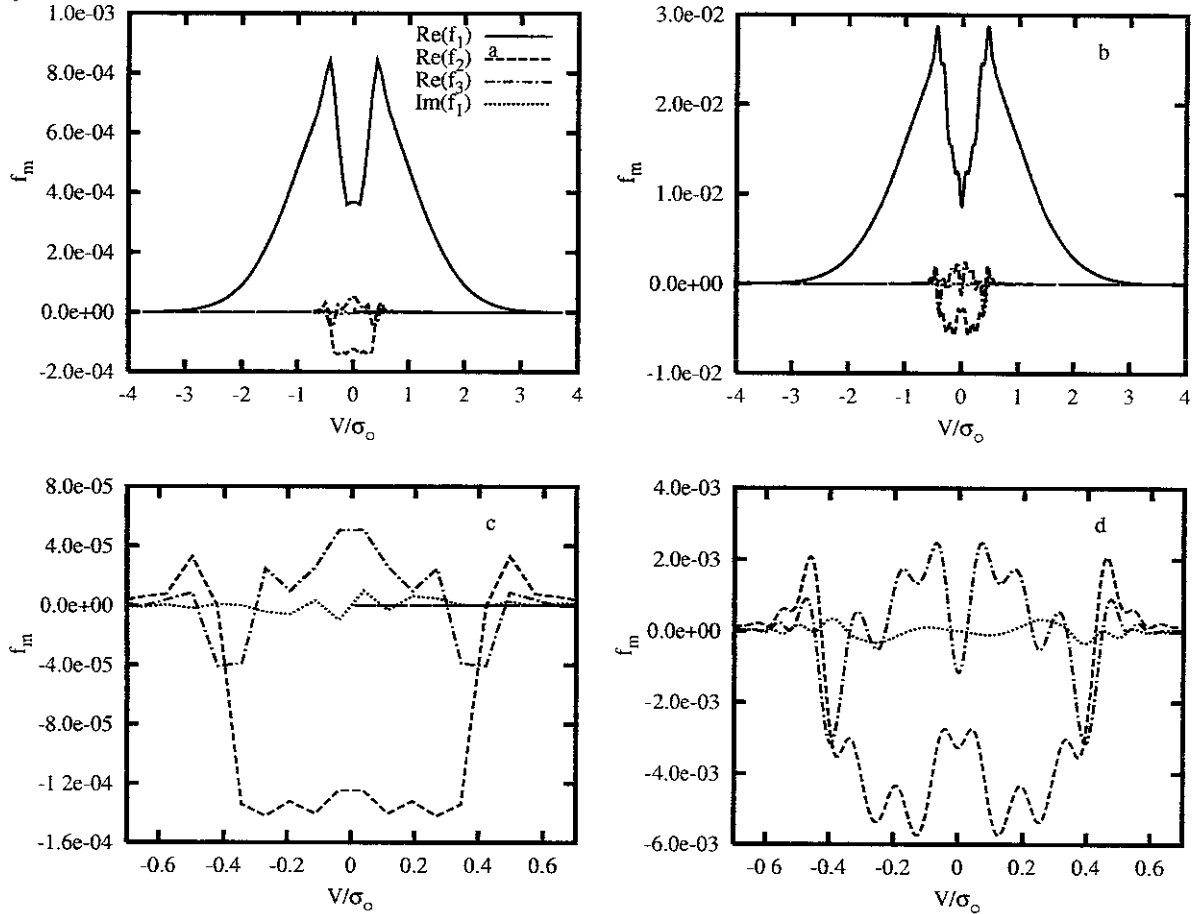 1.0e-03
8.0e-04
6.0e-04
4.0e-04
2.0e-04
0.0e+00
-2.0e-04
f_m
Re(f_1)
Re(f_2)
Re(f_3)
Im(f_1)
a
-4 -3 -2 -1 0 1 2 3 4
V/σ_o
3.0e-02
2.0e-02
1.0e-02
0.0e+00
-1.0e-02
f_m
b
-4 -3 -2 -1 0 1 2 3 4
V/σ_o
8.0e-05
4.0e-05
0.0e+00
-4.0e-05
-8.0e-05
-1.2e-04
-1.6e-04
f_m
c
-0.6 -0.4 -0.2 0 0.2 0.4 0.6
V/σ_o
4.0e-03
2.0e-03
0.0e+00
-2.0e-03
-4.0e-03
-6.0e-03
f_m
d
-0 6 -0.4 -0.2 0 0.2 0.4 0.6
V/σ_o